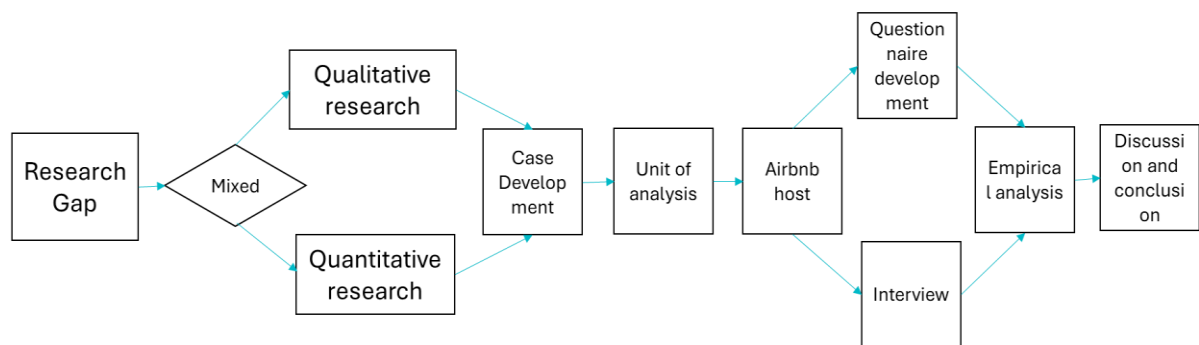 Research
Gap
Mixed
Qualitative
research
Quantitative
research
Case
Develop
ment
Unit of
analysis
Airbnb
host
Question
naire
develop
ment
Interview
Empirica
l analysis
Discussi
on and
conclusi
on